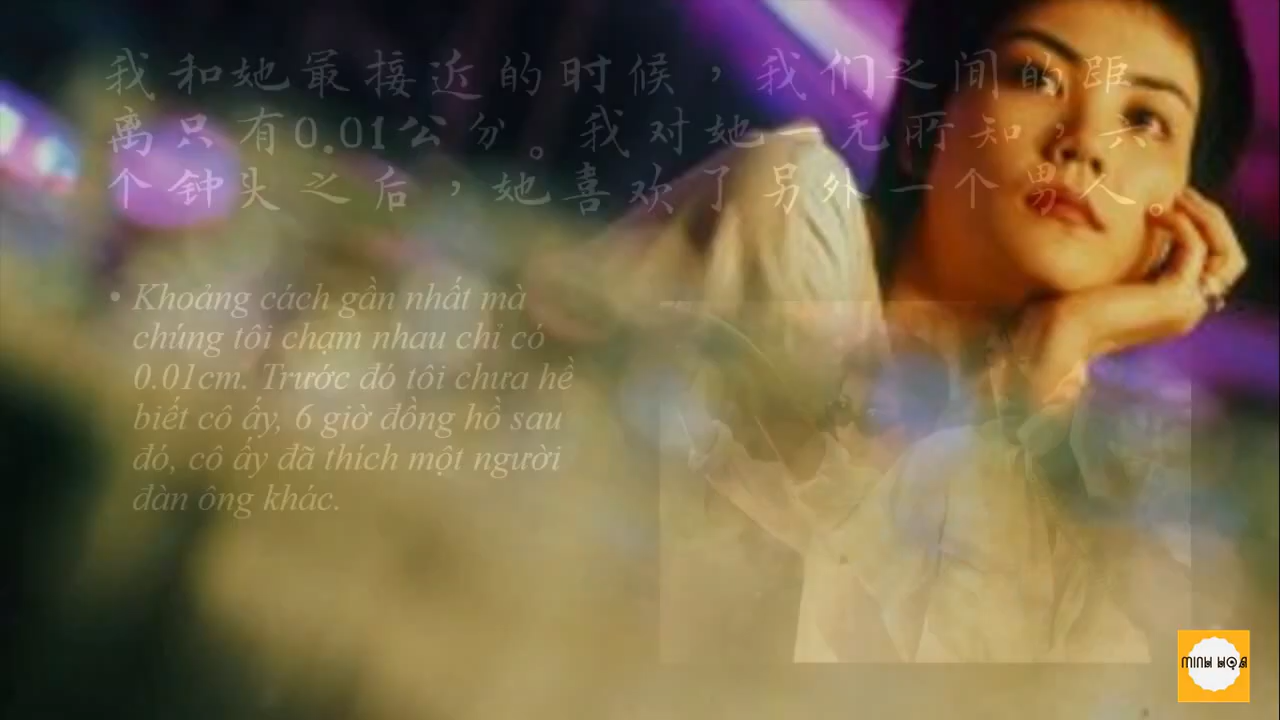 我和她最接近的时候，我们之间的距
离只有0.01公分。我对她一无所知，六
个钟头之后，她喜欢了另外一个男人。
• Khoảng cách gần nhất mà
chúng tôi chạm nhau chỉ có
0.01cm. Trước đó tôi chưa hề
biết cô ấy, 6 giờ đồng hồ sau
đó, cô ấy đã thích một người
đàn ông khác.
MINH HỌA